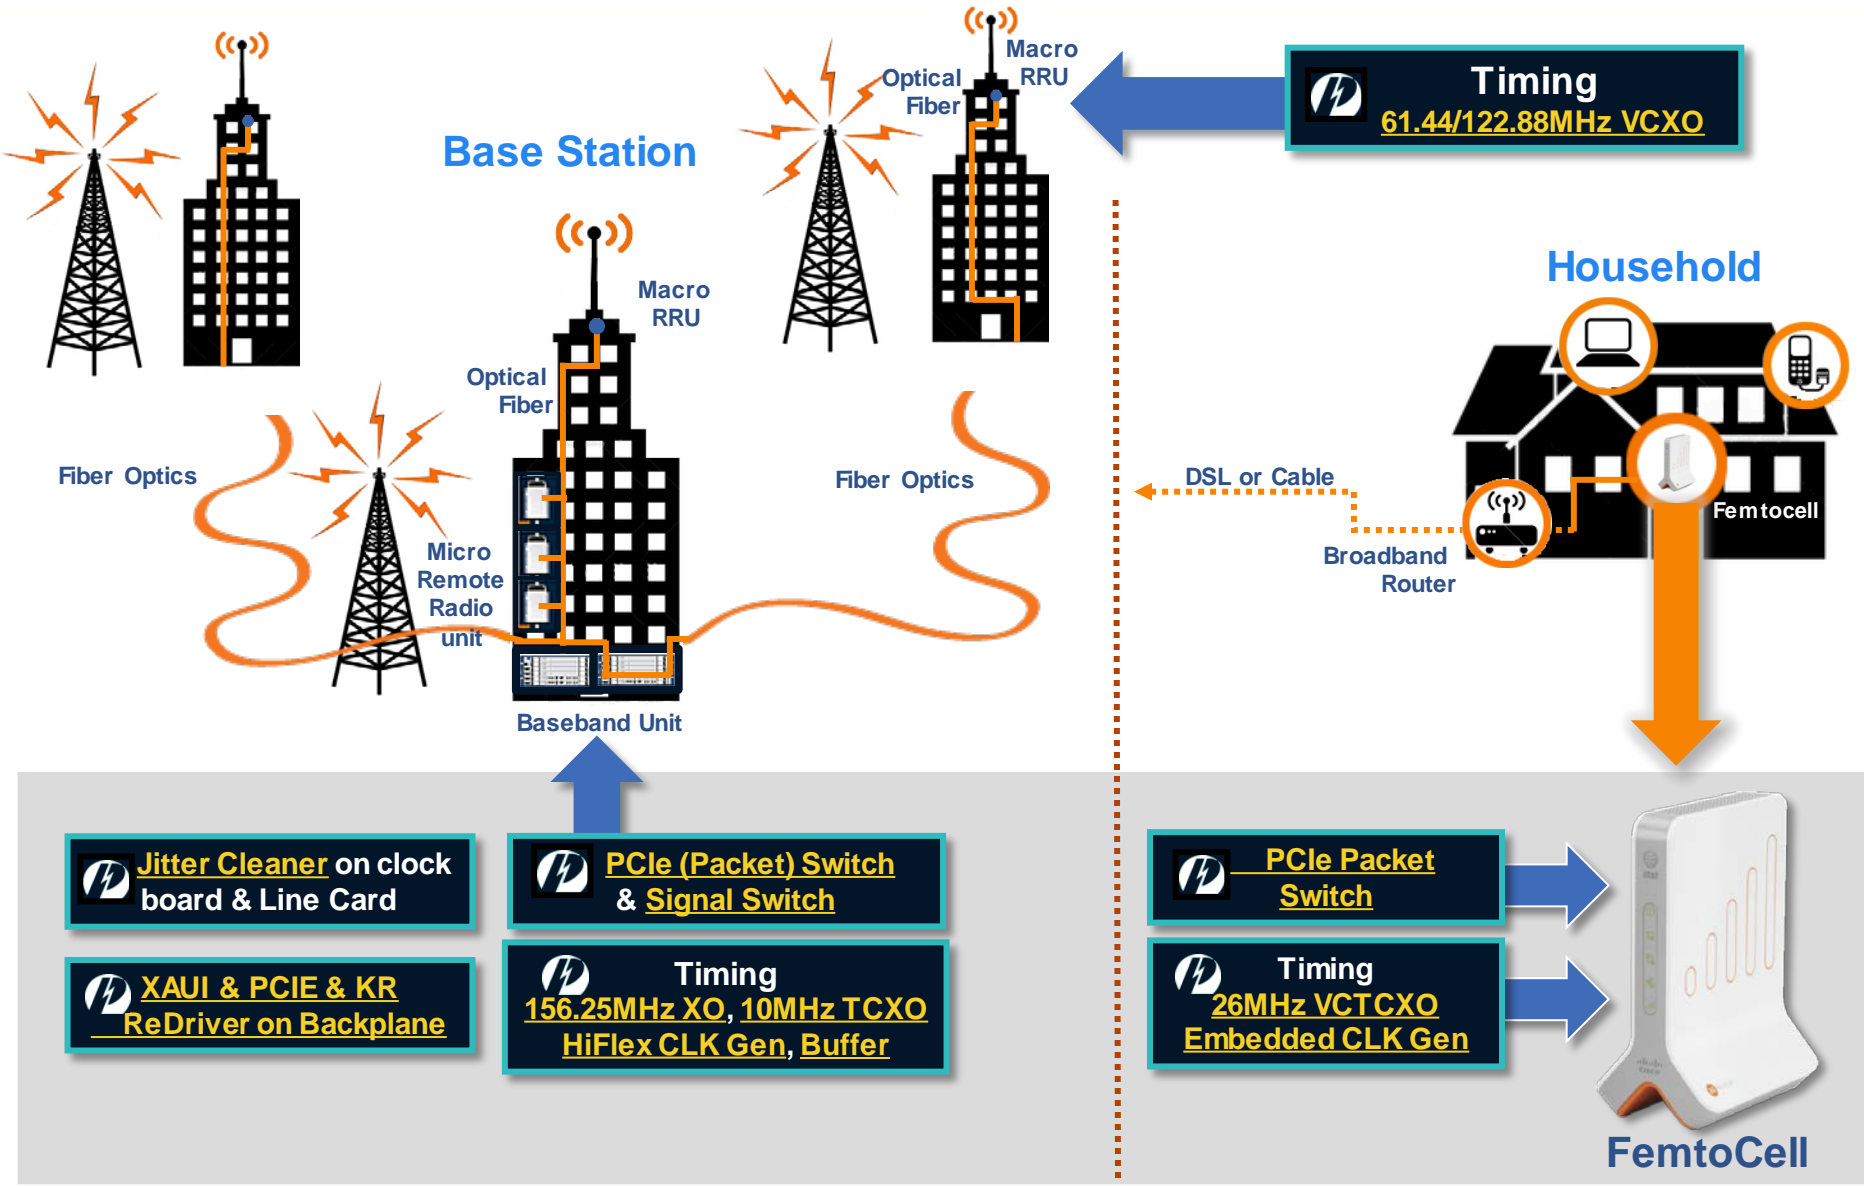 Macro
RRU
Optical
Fiber
Timing
61.44/122.88MHz VCXO
Base Station
Household
Macro
RRU
Optical
Fiber
Fiber Optics
Fiber Optics
DSL or Cable
Femtocell
Micro
Remote
Radio
unit
Broadband
Router
Baseband Unit
Jitter Cleaner on clock
board & Line Card
PCIe (Packet) Switch
& Signal Switch
PCIe Packet
Switch
XAUI & PCIE & KR
ReDriver on Backplane
Timing
156.25MHz XO, 10MHz TCXO
HiFlex CLK Gen, Buffer
Timing
26MHz VCTCXO
Embedded CLK Gen
FemtoCell